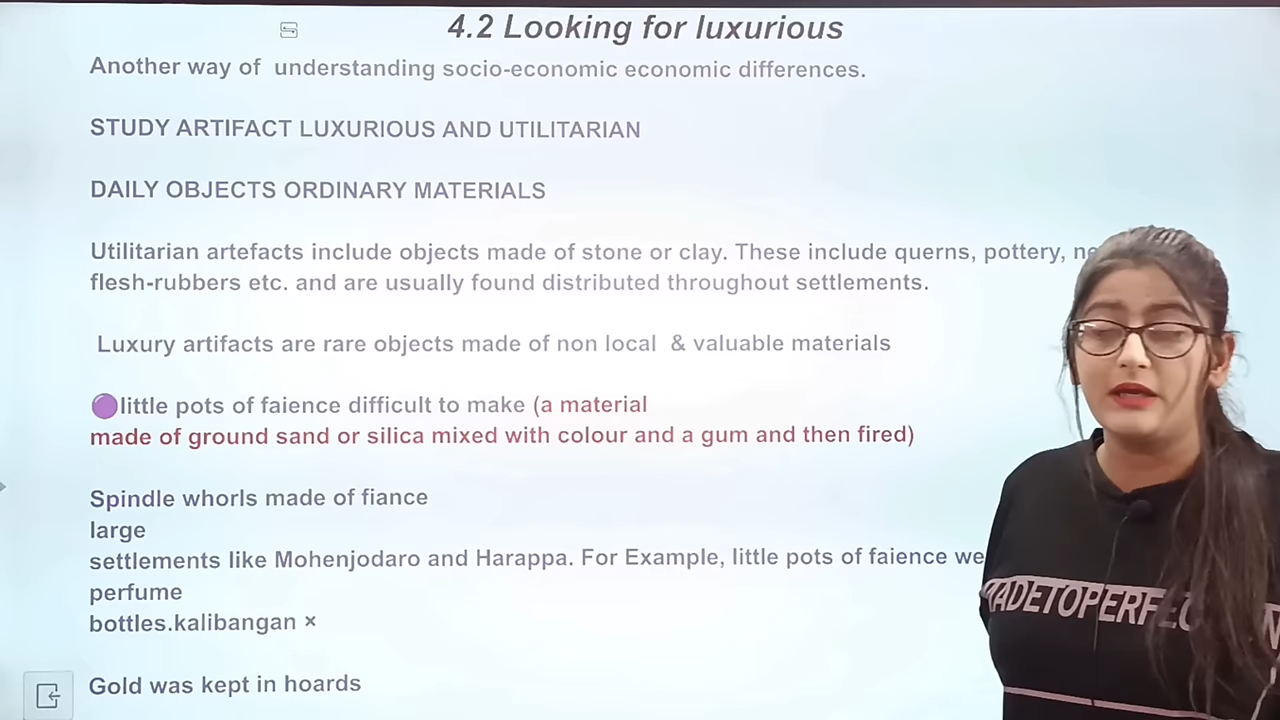 4.2 Looking for luxurious
Another way of understanding socio-economic economic differences.
STUDY ARTIFACT LUXURIOUS AND UTILITARIAN
DAILY OBJECTS ORDINARY MATERIALS
Utilitarian artefacts include objects made of stone or clay. These include querns, pottery,
flesh-rubbers etc. and are usually found distributed throughout settlements.
Luxury artifacts are rare objects made of non local & valuable materials
little pots of faience difficult to make (a material
made of ground sand or silica mixed with colour and a gum and then fired)
Spindle whorls made of fiance
large
settlements like Mohenjodaro and Harappa. For Example, little pots of faience
perfume
bottles.kalibangan ×
Gold was kept in hoards